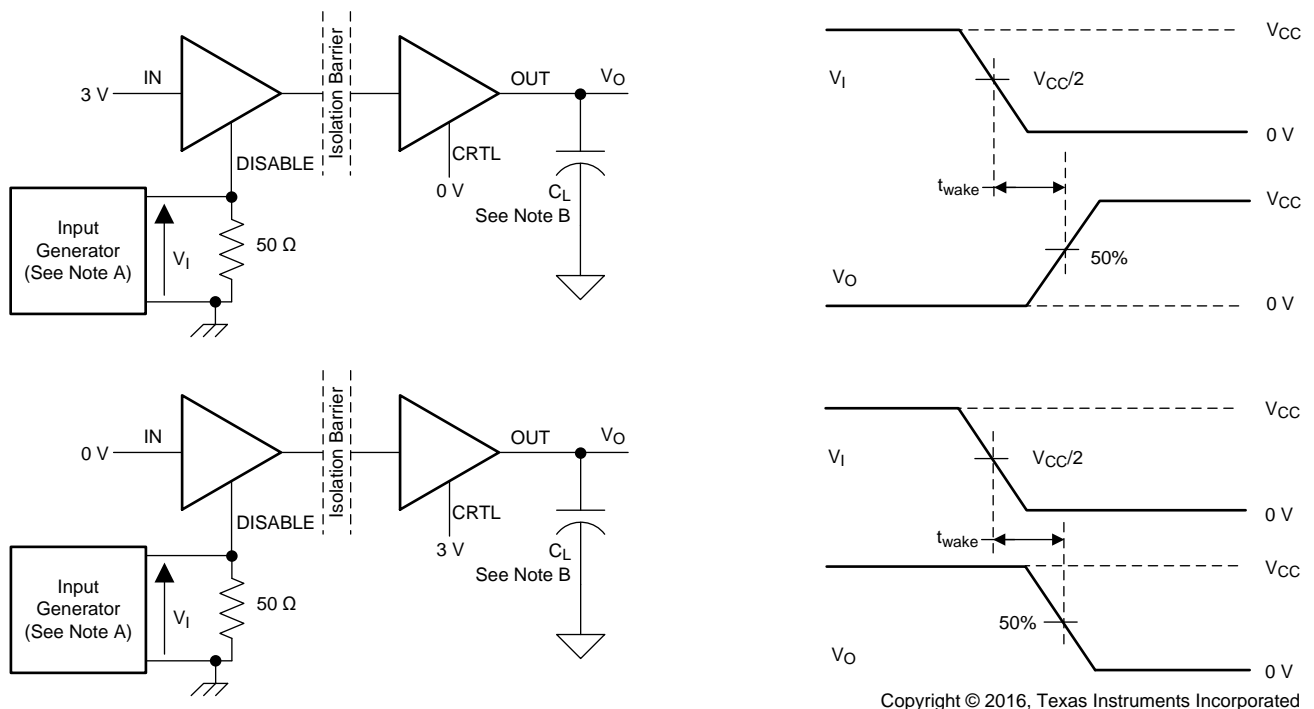 IN
3 V
DISABLE
Isolation Barrier
OUT
VO
CRTL
0 V
CL
See Note B
Input
Generator
(See Note A)
VI
50 Ω
VCC
VI
VCC/2
0 V
twake
VCC
50%
VO
0 V
IN
0 V
DISABLE
Isolation Barrier
OUT
VO
CRTL
3 V
CL
See Note B
Input
Generator
(See Note A)
VI
50 Ω
VCC
VI
VCC/2
0 V
twake
VCC
50%
VO
0 V
Copyright © 2016, Texas Instruments Incorporated